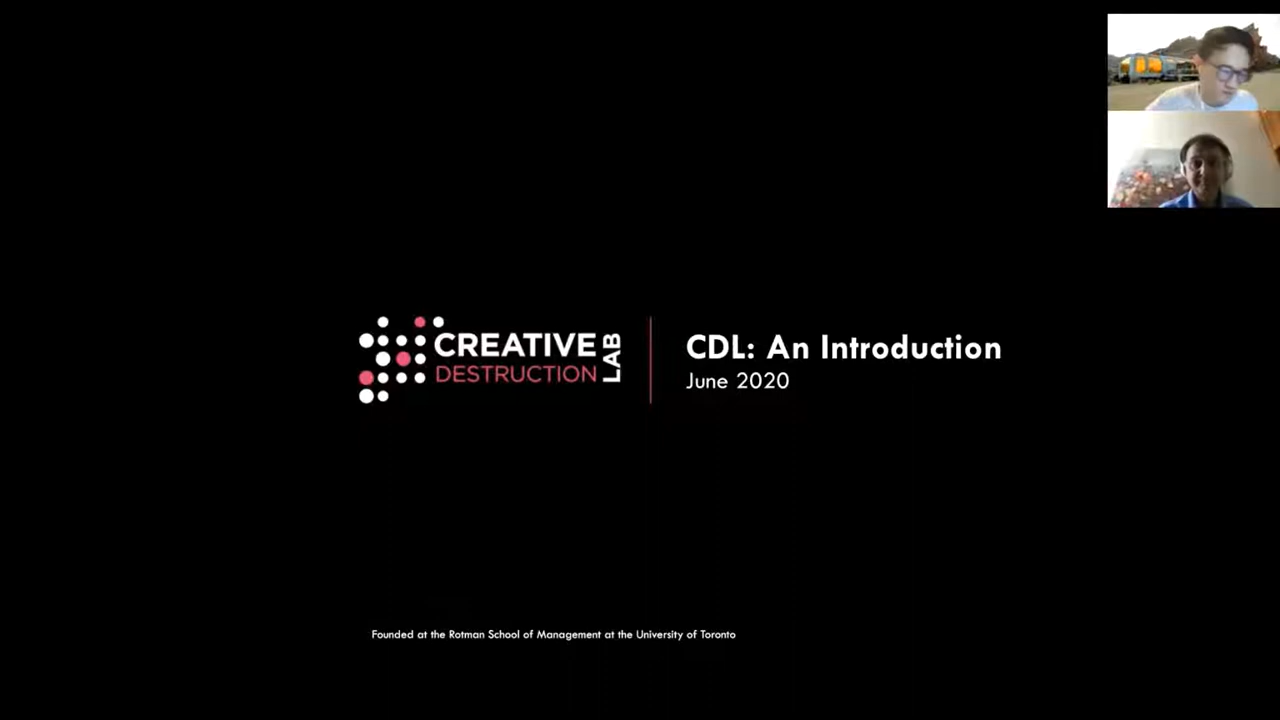 CREATIVE
DESTRUCTION
LAB
CDL: An Introduction
June 2020
Founded at the Rotman School of Management at the University of Toronto